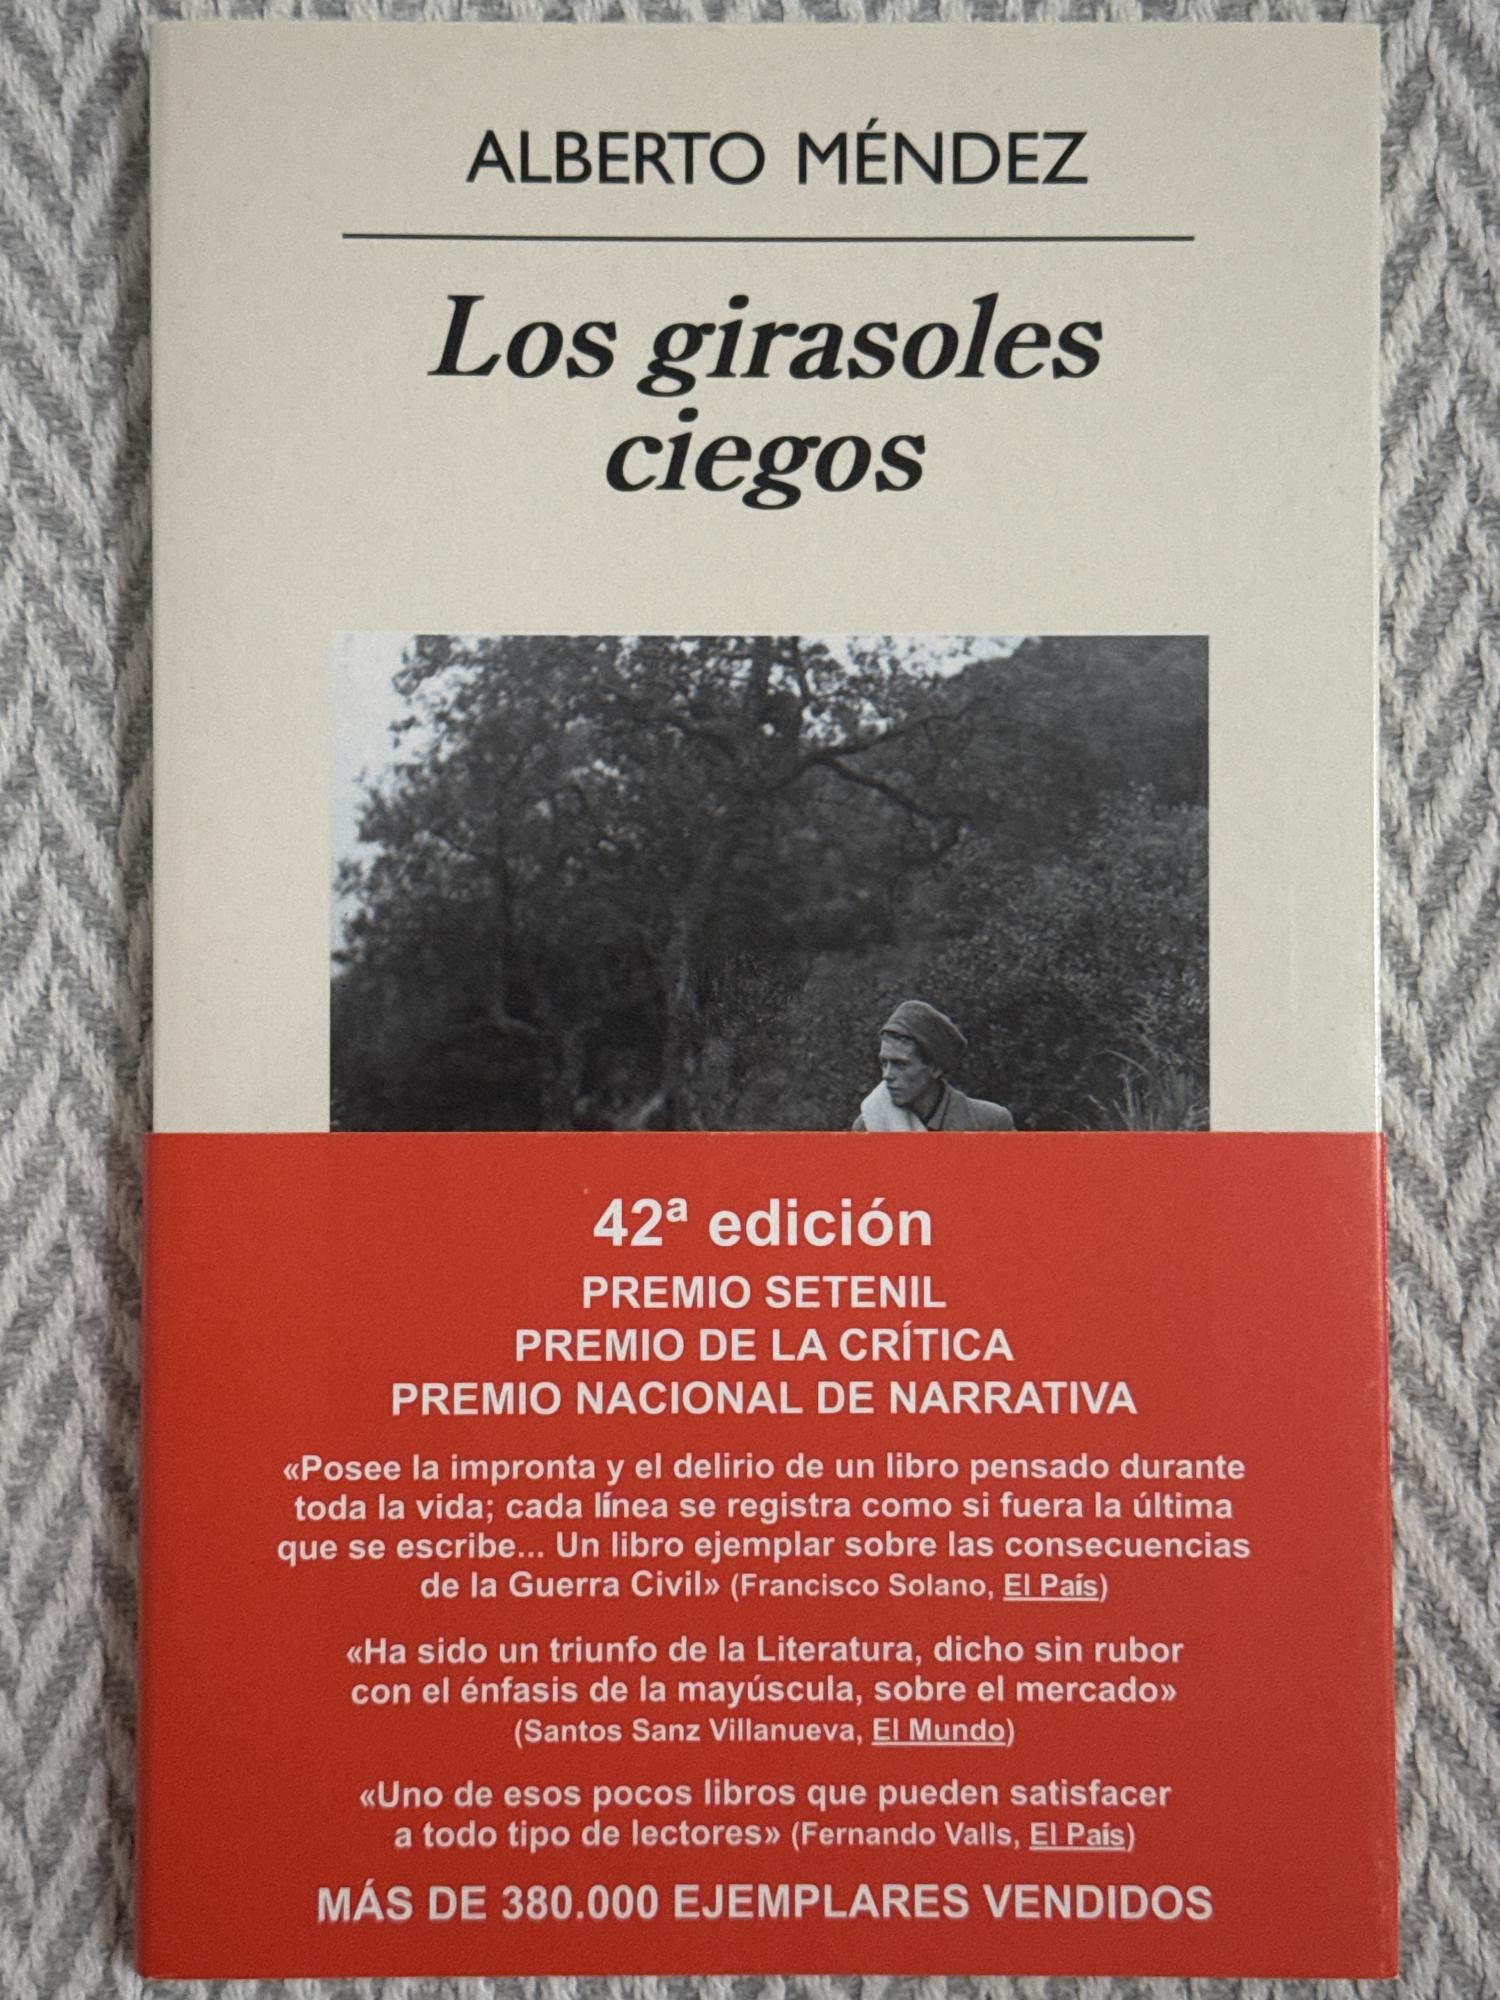 ALBERTO MÉNDEZ
Los girasoles
ciegos
42ª edición
PREMIO SETENIL
PREMIO DE LA CRÍTICA
PREMIO NACIONAL DE NARRATIVA
«Posee la impronta y el delirio de un libro pensado durante
toda la vida; cada línea se registra como si fuera la última
que se escribe... Un libro ejemplar sobre las consecuencias
de la Guerra Civil» (Francisco Solano, El País)
«Ha sido un triunfo de la Literatura, dicho sin rubor
con el énfasis de la mayúscula, sobre el mercado»
(Santos Sanz Villanueva, El Mundo)
«Uno de esos pocos libros que pueden satisfacer
a todo tipo de lectores» (Fernando Valls, El País)
MÁS DE 380.000 EJEMPLARES VENDIDOS